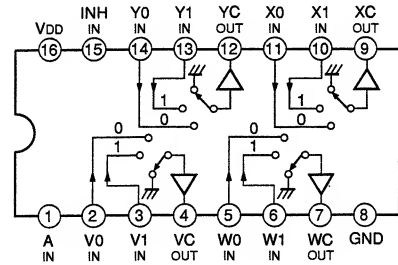 INH Y0 Y1 YC X0 X1 XC
VDD IN IN IN OUT IN IN OUT
16 15 14 13 12 11 10 9
1 1
0 0
0 0
1 1
1 2 3 4 5 6 7 8
A V0 V1 VC W0 W1 WC GND
IN IN IN OUT IN IN OUT